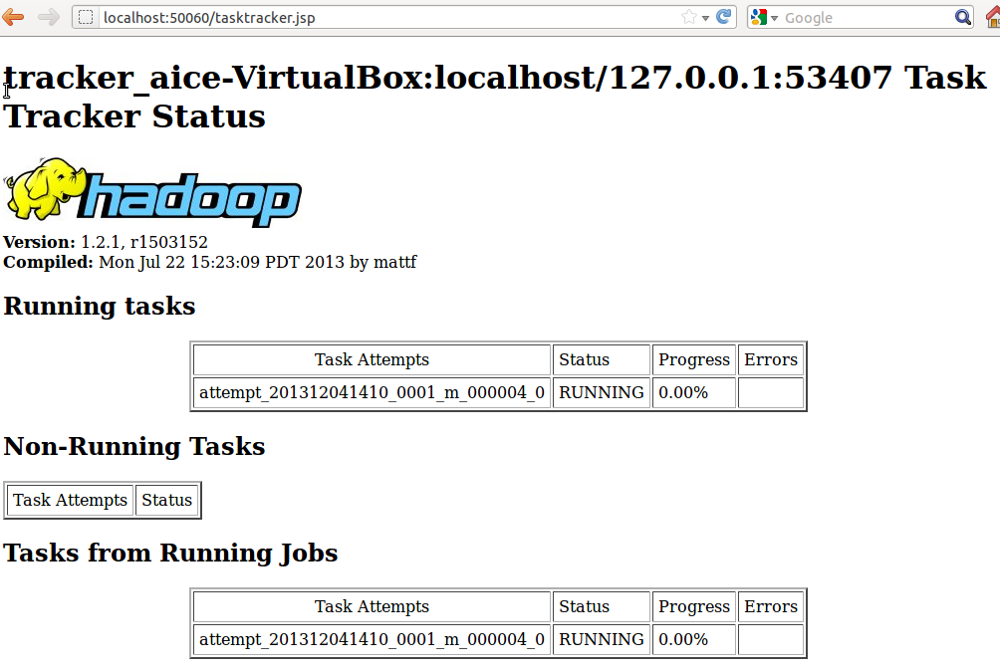 localhost:50060/tasktracker.jsp
Google
tracker_aice-VirtualBox:localhost/127.0.0.1:53407 Task
Tracker Status
hadoop
Version: 1.2.1, r1503152
Compiled: Mon Jul 22 15:23:09 PDT 2013 by mattf
Running tasks
Task Attempts Status Progress Errors
attempt_201312041410_0001_m_000004_0 RUNNING 0.00%
Non-Running Tasks
Task Attempts Status
Tasks from Running Jobs
Task Attempts Status Progress Errors
attempt_201312041410_0001_m_000004_0 RUNNING 0.00%